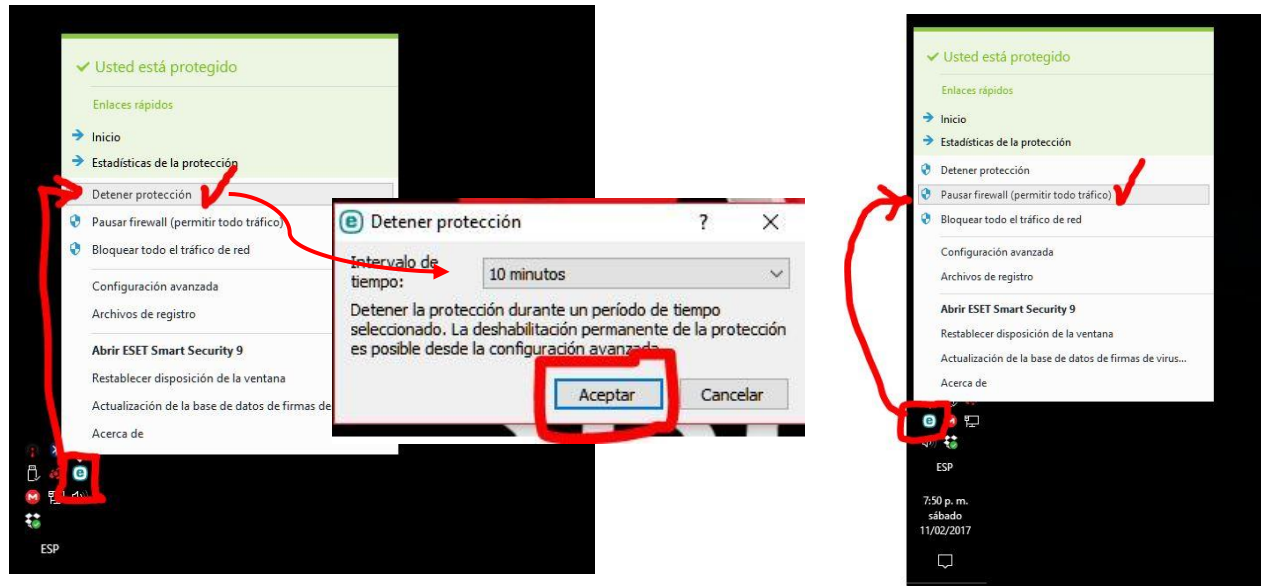 Usted está protegido
Enlaces rápidos
Inicio
Estadísticas de la protección
Detener protección
Pausar firewall (permitir todo tráfico)
Bloquear todo el tráfico de red
Configuración avanzada
Archivos de registro
Abrir ESET Smart Security 9
Restablecer disposición de la ventana
Actualización de la base de datos de firmas de
Acerca de
ESP
e Detener protección ? X
Intervalo de
tiempo:
10 minutos
Detener la protección durante un período de tiempo
seleccionado. La deshabilitación permanente de la protección
es posible desde la configuración avanzada.
Aceptar Cancelar
Usted está protegido
Enlaces rápidos
Inicio
Estadísticas de la protección
Detener protección
Pausar firewall (permitir todo tráfico)
Bloquear todo el tráfico de red
Configuración avanzada
Archivos de registro
Abrir ESET Smart Security 9
Restablecer disposición de la ventana
Actualización de la base de datos de firmas de virus...
Acerca de
e
ESP
7:50 p. m.
sábado
11/02/2017